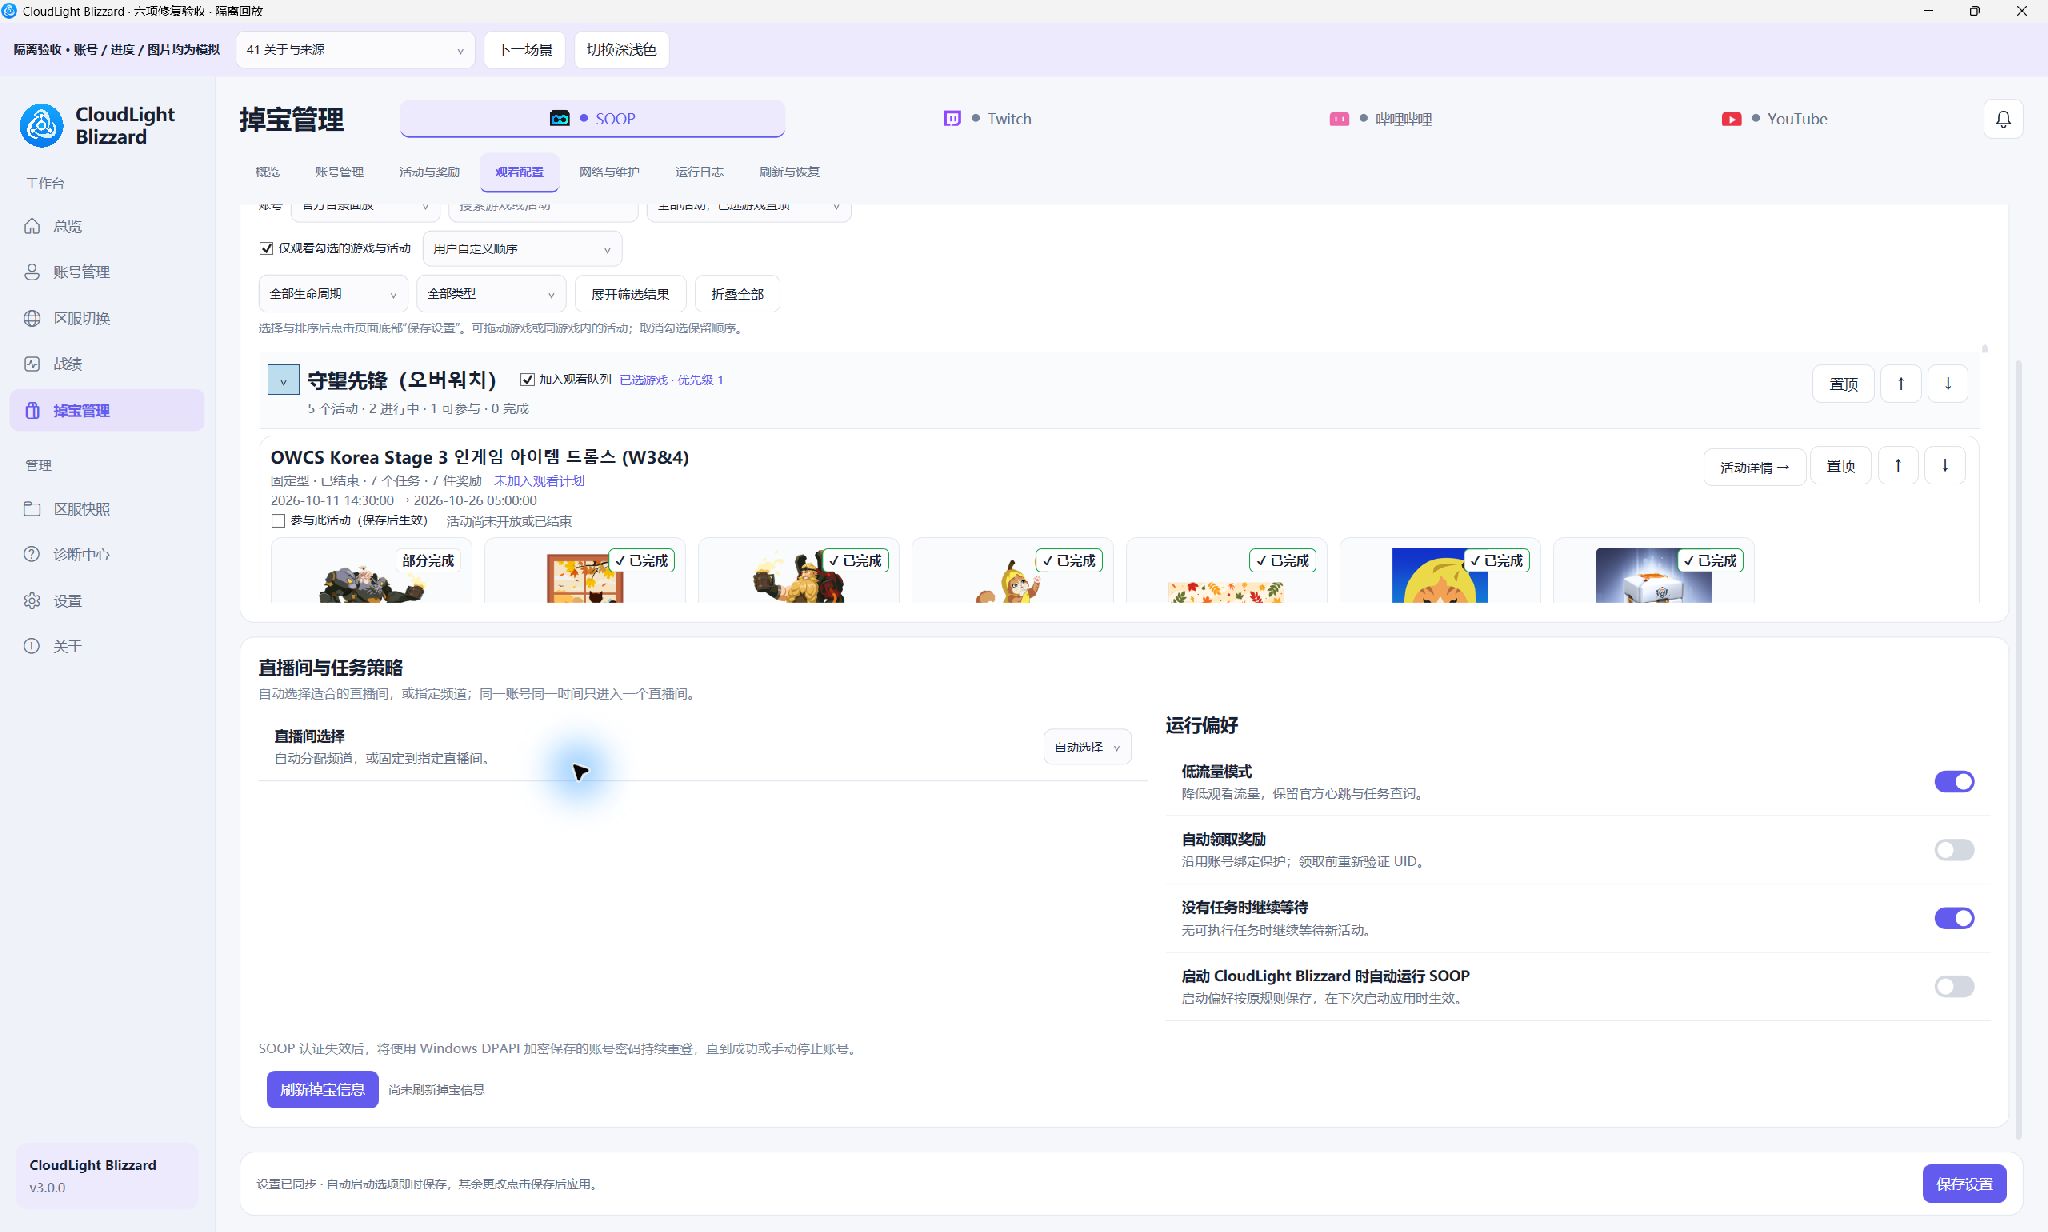 CloudLight Blizzard · 六项修复验收 · 隔离回放
隔离验收 · 账号 / 进度 / 图片均为模拟
41 关于与来源
下一场景
切换深浅色
CloudLight Blizzard
工作台
总览
账号管理
区服切换
战绩
掉宝管理
管理
区服快照
诊断中心
设置
关于
CloudLight Blizzard
v3.0.0
掉宝管理
SOOP
Twitch
哔哩哔哩
YouTube
概览
账号管理
活动与奖励
观看配置
网络与维护
运行日志
刷新与恢复
账号
搜索游戏或活动
仅观看勾选的游戏与活动
用户自定义顺序
全部生命周期
全部类型
展开筛选结果
折叠全部
选择与排序后点击页面底部“保存设置”。可拖动游戏或同游戏内的活动；取消勾选保留顺序。
守望先锋（오버워치）
加入观看队列
已选游戏 · 优先级 1
5 个活动 · 2 进行中 · 1 可参与 · 0 完成
置顶
↑
↓
OWCS Korea Stage 3 인게임 아이템 드롭스 (W3&4)
固定型 · 已结束 · 7 个任务 · 7 件奖励
未加入观看计划
2026-10-11 14:30:00 → 2026-10-26 05:00:00
参与此活动（保存后生效）
活动尚未开放或已结束
活动详情 →
置顶
↑
↓
部分完成
✓ 已完成
✓ 已完成
✓ 已完成
✓ 已完成
✓ 已完成
✓ 已完成
直播间与任务策略
自动选择适合的直播间，或指定频道；同一账号同一时间只进入一个直播间。
直播间选择
自动分配频道，或固定到指定直播间。
自动选择
运行偏好
低流量模式
降低观看流量，保留官方心跳与任务查询。
自动领取奖励
沿用账号绑定保护；领取前重新验证 UID。
没有任务时继续等待
无可执行任务时继续等待新活动。
启动 CloudLight Blizzard 时自动运行 SOOP
启动偏好按原规则保存，在下次启动应用时生效。
SOOP 认证失效后，将使用 Windows DPAPI 加密保存的账号密码持续重登，直到成功或手动停止账号。
刷新掉宝信息
尚未刷新掉宝信息
设置已同步 · 自动启动选项即时保存，其余更改点击保存后应用。
保存设置